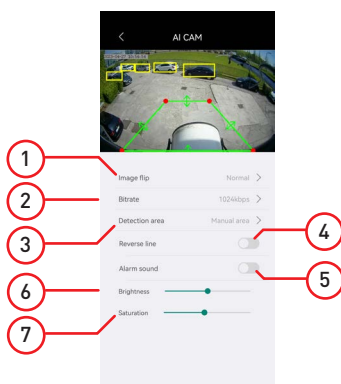 AI CAM
1 Image flip Normal
2 Bitrate 1024kbps
3 Detection area Manual area
Reverse line 4
Alarm sound 5
6 Brightness
7 Saturation